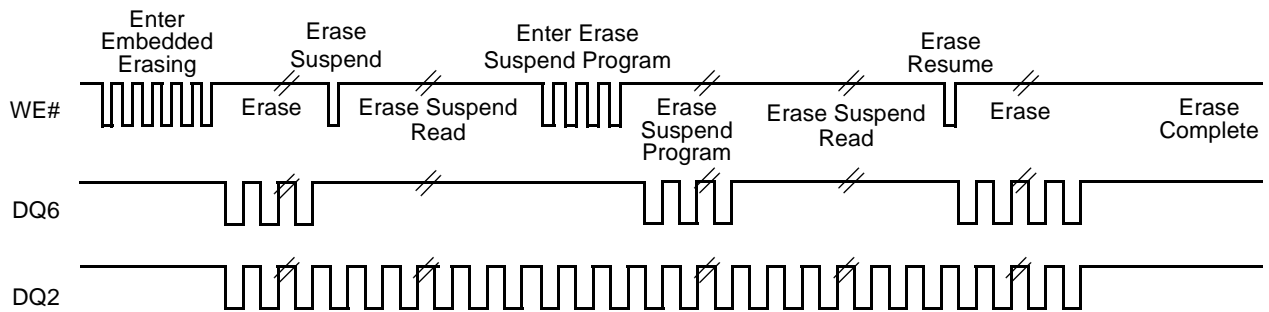 Enter
Embedded
Erasing
Erase
Suspend
Enter Erase
Suspend Program
Erase
Resume
WE#
Erase
Erase Suspend
Read
Erase
Suspend
Program
Erase Suspend
Read
Erase
Erase
Complete
DQ6
DQ2